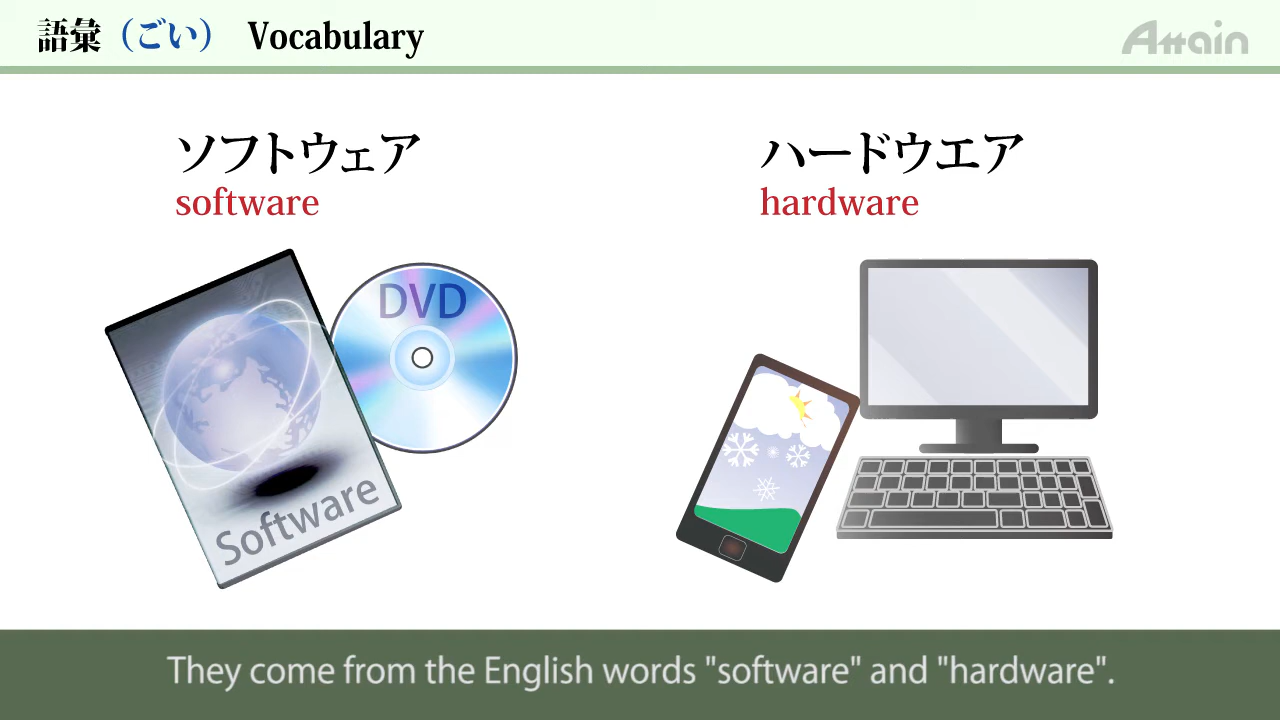 語彙（ごい） Vocabulary
Attain
ソフトウェア
software
ハードウエア
hardware
DVD
Software
They come from the English words "software" and "hardware".